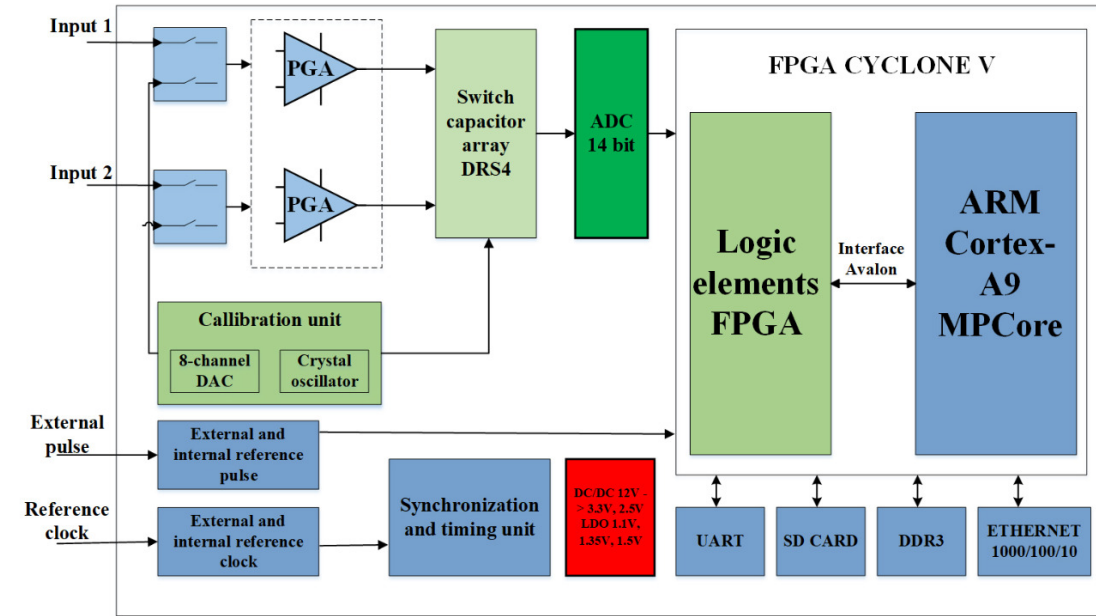 Input 1
PGA
Input 2
PGA
Switch
capacitor
array
DRS4
ADC
14 bit
FPGA CYCLONE V
Logic
elements
FPGA
Interface
Avalon
ARM
Cortex-
A9
MPCore
Callibration unit
8-channel
DAC
Crystal
oscillator
External
pulse
External and
internal reference
pulse
Reference
clock
External and
internal reference
clock
Synchronization
and timing unit
DC/DC 12V -
> 3.3V, 2.5V
LDO 1.1V,
1.35V, 1.5V
UART
SD CARD
DDR3
ETHERNET
1000/100/10